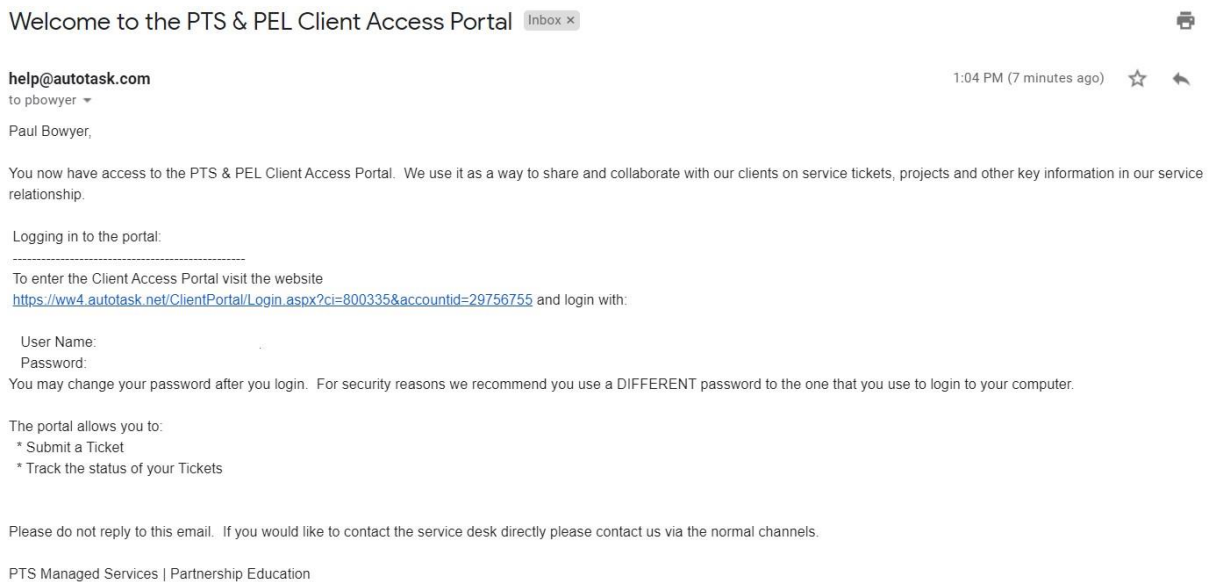 Welcome to the PTS & PEL Client Access Portal Inbox ×
help@autotask.com 1:04 PM (7 minutes ago)
to pbowyer
Paul Bowyer,
You now have access to the PTS & PEL Client Access Portal. We use it as a way to share and collaborate with our clients on service tickets, projects and other key information in our service
relationship.
Logging in to the portal:
--------------------------------------------------
To enter the Client Access Portal visit the website
https://ww4.autotask.net/ClientPortal/Login.aspx?ci=800335&accountid=29756755 and login with:
User Name:
Password:
You may change your password after you login. For security reasons we recommend you use a DIFFERENT password to the one that you use to login to your computer.
The portal allows you to:
* Submit a Ticket
* Track the status of your Tickets
Please do not reply to this email. If you would like to contact the service desk directly please contact us via the normal channels.
PTS Managed Services | Partnership Education